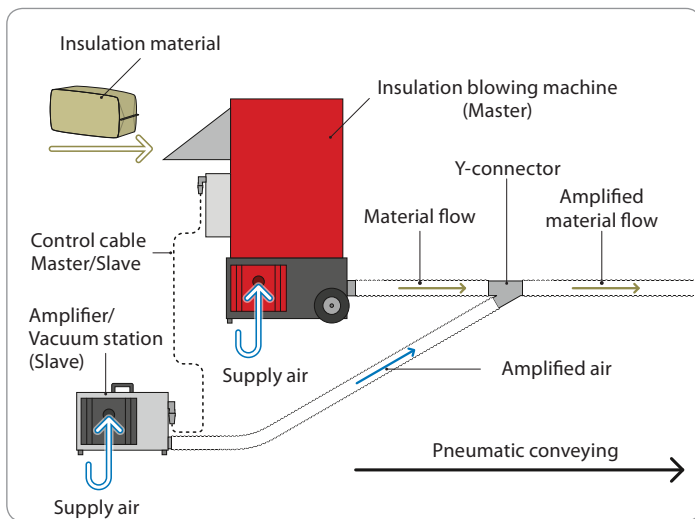 Insulation material
Insulation blowing machine
(Master)
Y-connector
Material flow
Amplified
material flow
Control cable
Master/Slave
Amplifier/
Vacuum station
(Slave)
Supply air
Amplified air
Pneumatic conveying
Supply air